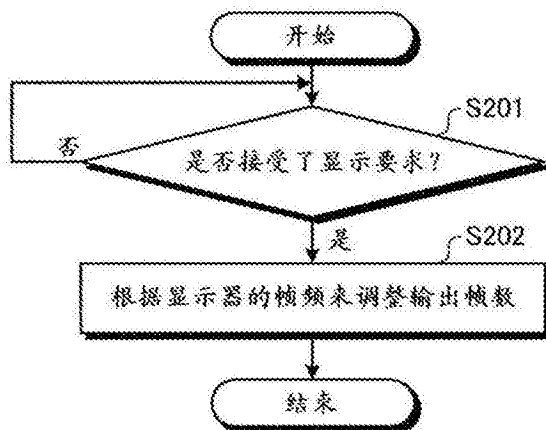 开始
S201
否
是否接受了显示要求?
是
S202
根据显示器的帧频来调整输出帧数
结束